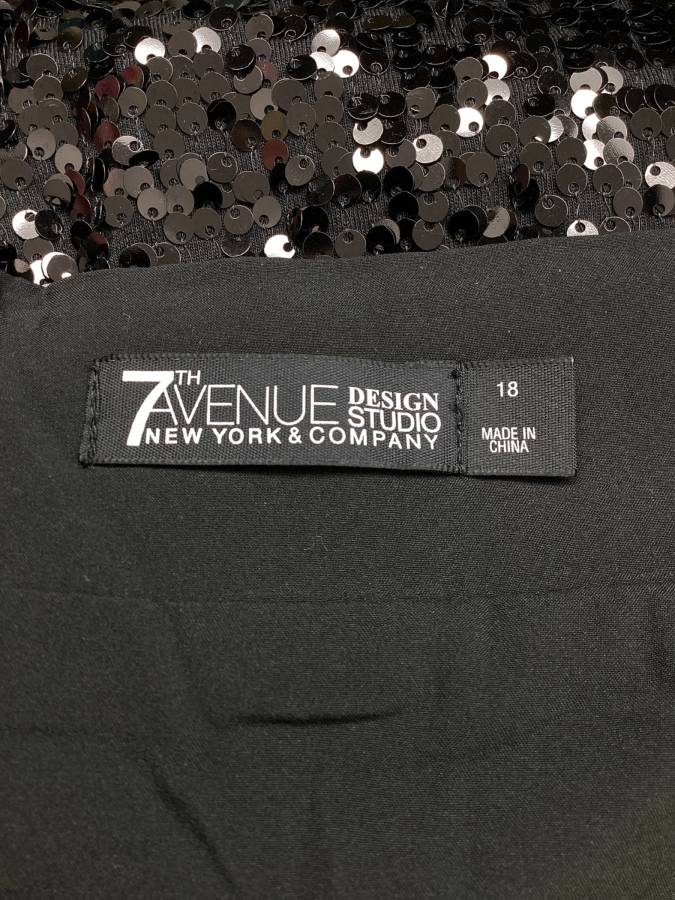 7TH AVENUE DESIGN STUDIO
NEW YORK & COMPANY
18
MADE IN
CHINA